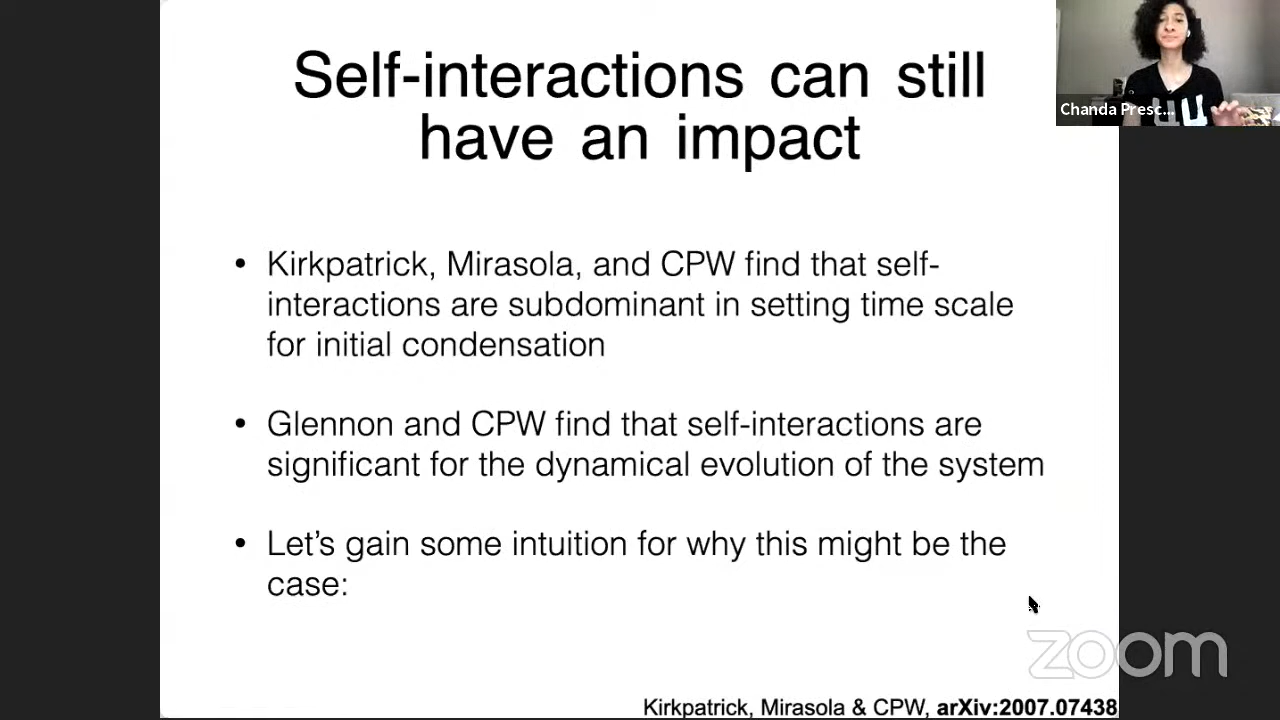 Self-interactions can still
have an impact
Chanda Presc...
• Kirkpatrick, Mirasola, and CPW find that self-
interactions are subdominant in setting time scale
for initial condensation
• Glennon and CPW find that self-interactions are
significant for the dynamical evolution of the system
• Let's gain some intuition for why this might be the
case:
zoom
Kirkpatrick, Mirasola & CPW, arXiv:2007.07438